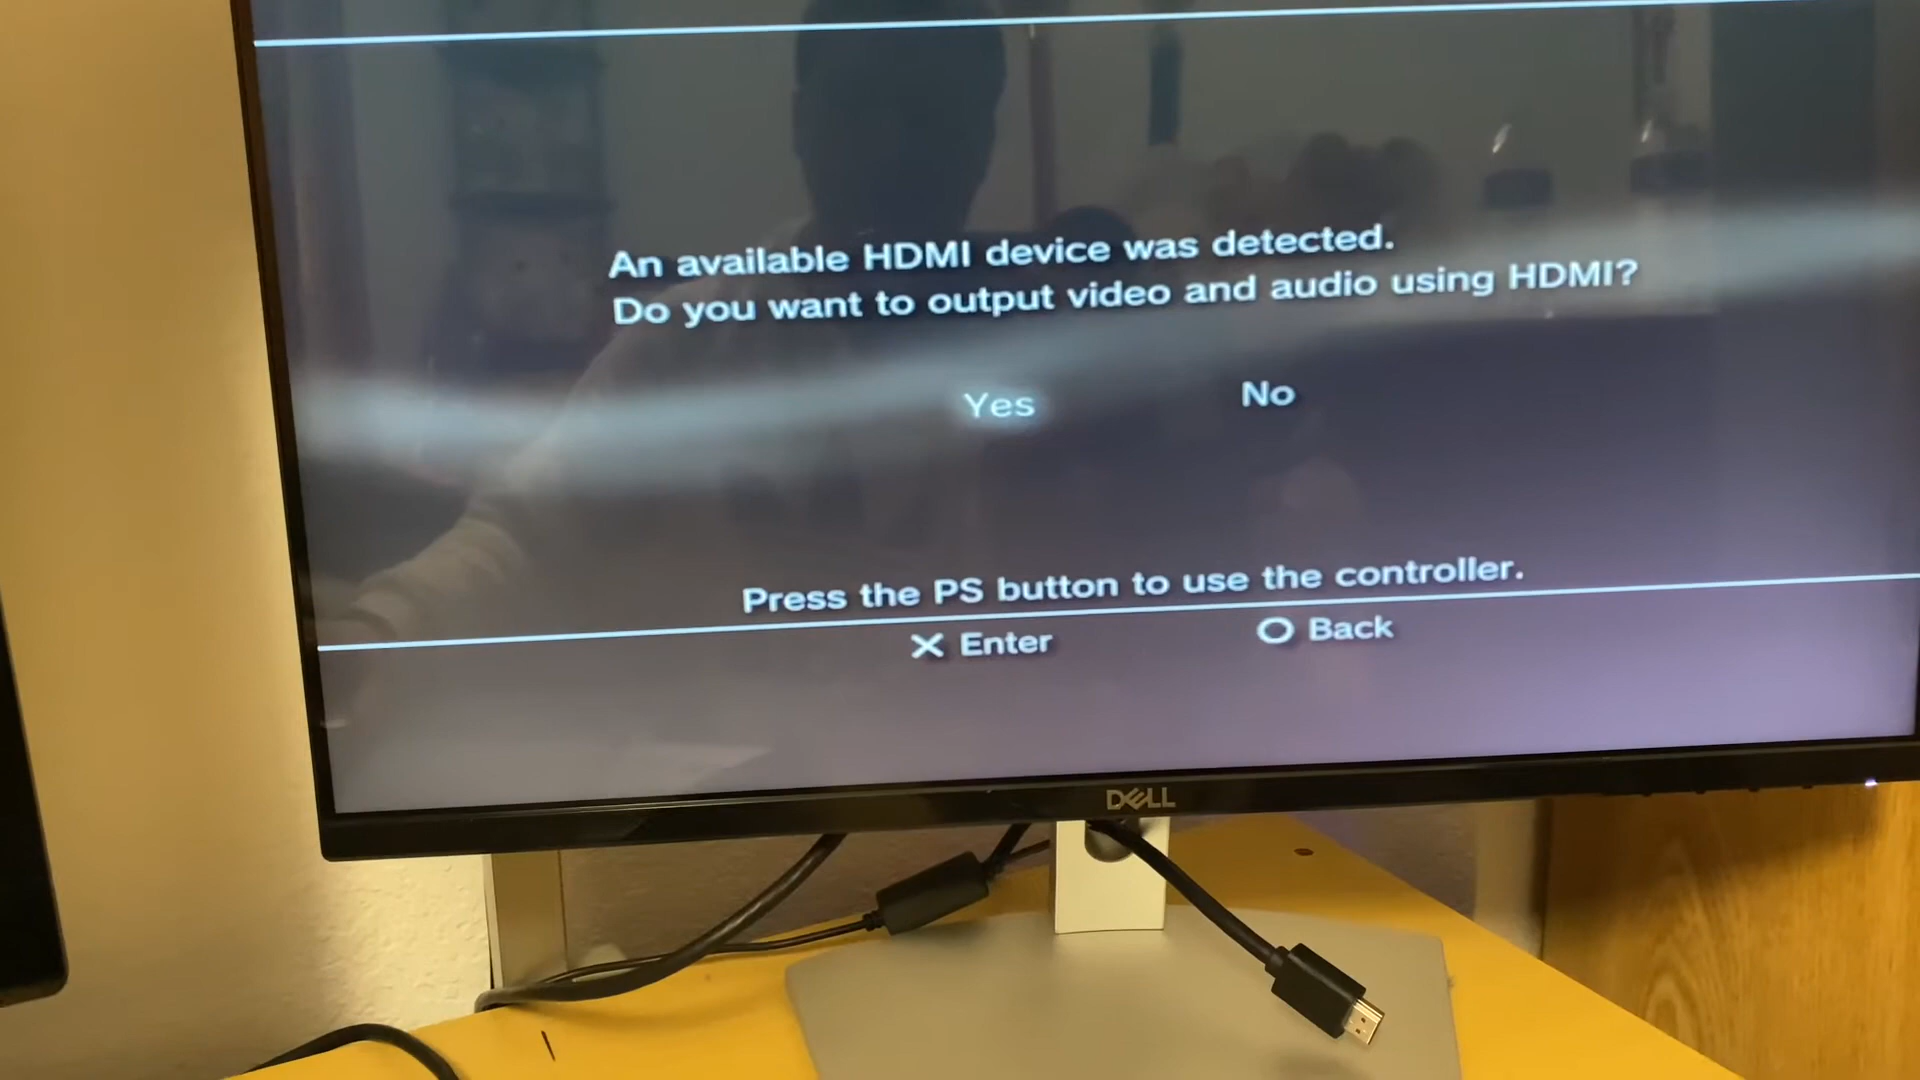 An available HDMI device was detected.
Do you want to output video and audio using HDMI?
Yes No
Press the PS button to use the controller.
X Enter O Back
DELL